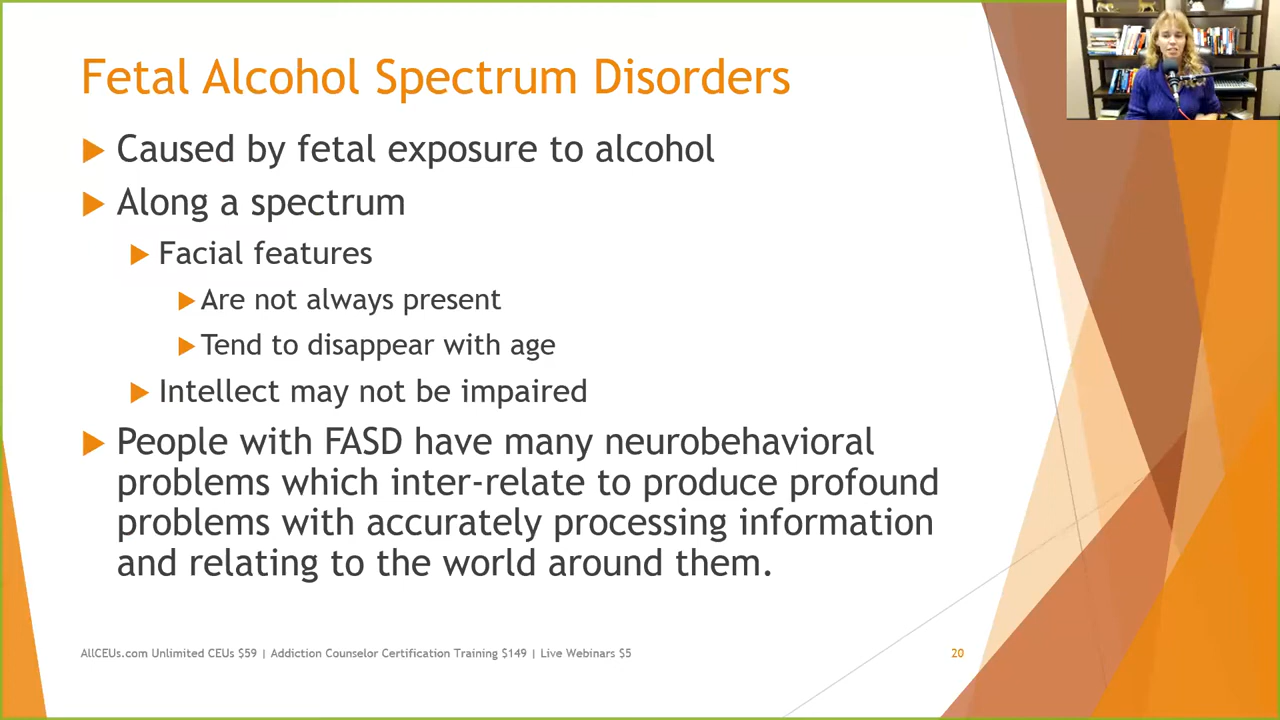 Fetal Alcohol Spectrum Disorders
Caused by fetal exposure to alcohol
Along a spectrum
Facial features
Are not always present
Tend to disappear with age
Intellect may not be impaired
People with FASD have many neurobehavioral
problems which inter-relate to produce profound
problems with accurately processing information
and relating to the world around them.
AllCEUs.com Unlimited CEUs $59 | Addiction Counselor Certification Training $149 | Live Webinars $5
20